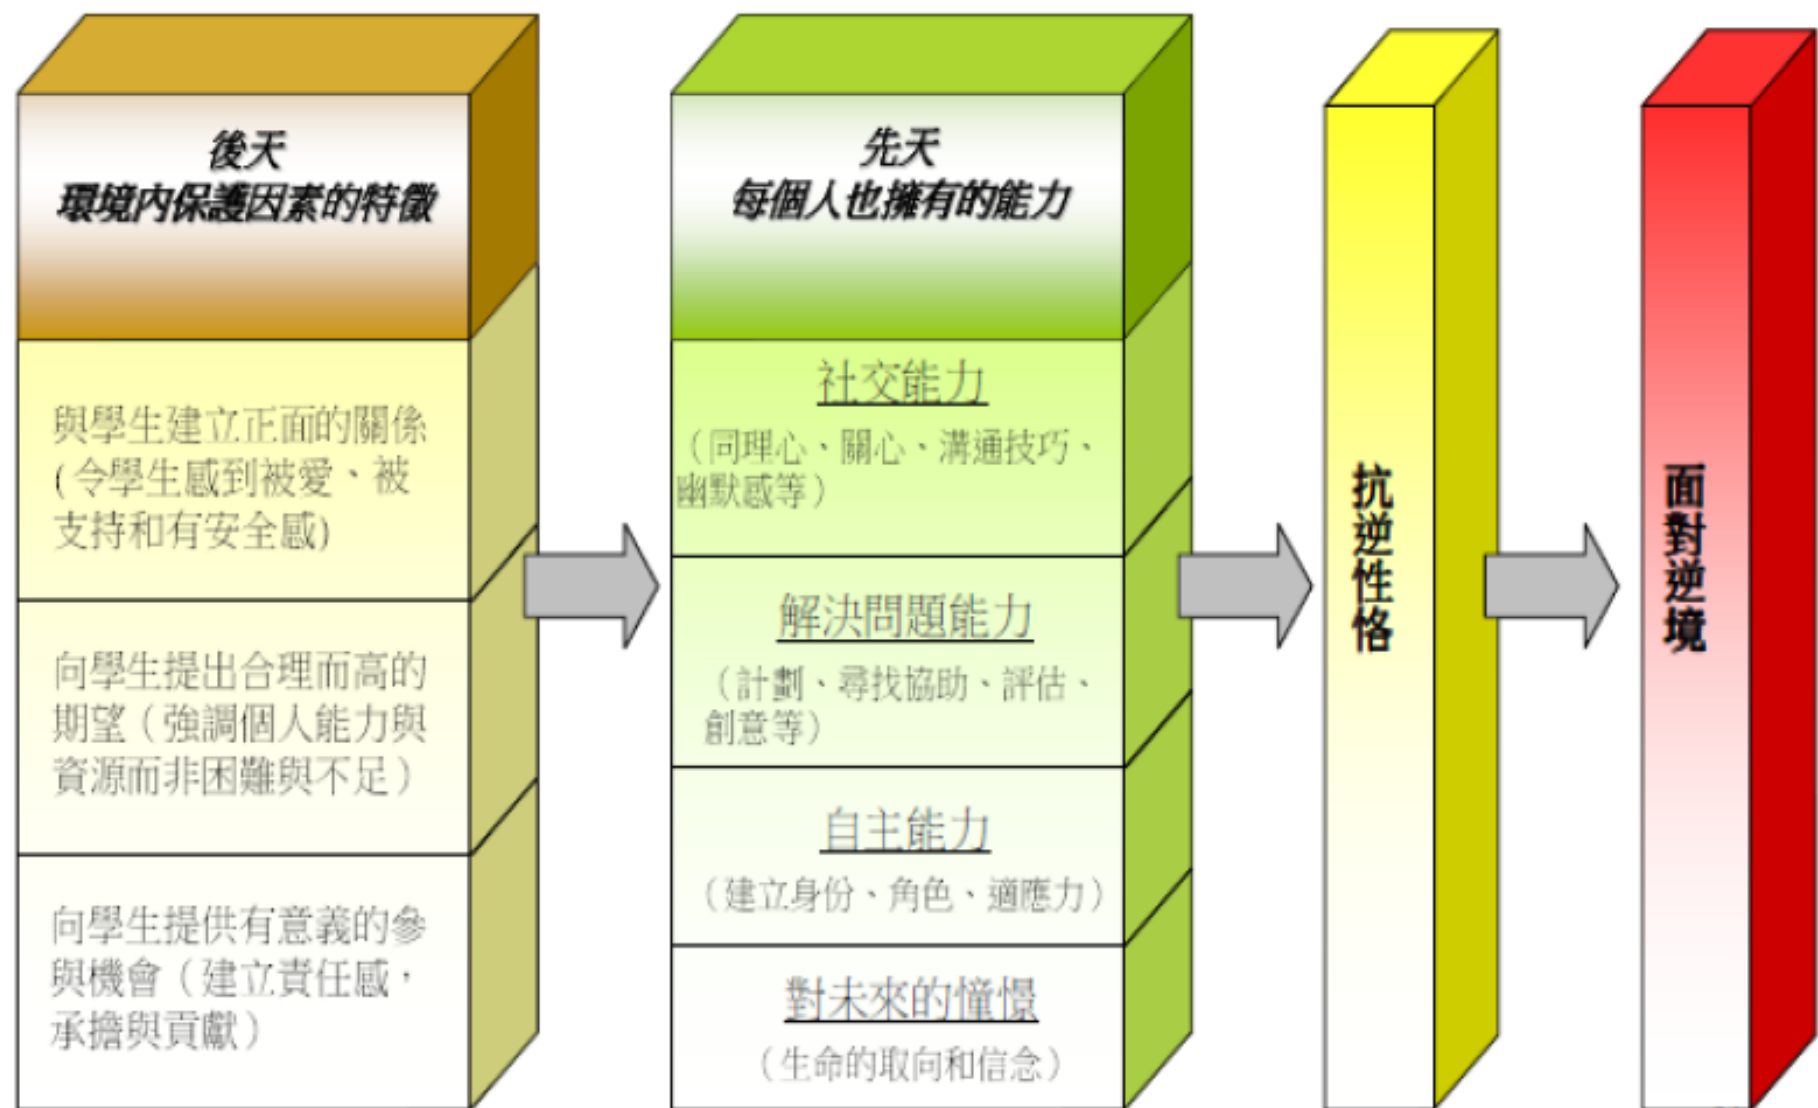 後天
環境內保護因素的特徵
與學生建立正面的關係
(令學生感到被愛、被
支持和有安全感)
向學生提出合理而高的
期望（強調個人能力與
資源而非困難與不足）
向學生提供有意義的參
與機會（建立責任感，
承擔與貢獻）
先天
每個人也擁有的能力
社交能力
（同理心、關心、溝通技巧、
幽默感等）
解決問題能力
（計劃、尋找協助、評估、
創意等）
自主能力
（建立身份、角色、適應力）
對未來的憧憬
（生命的取向和信念）
抗逆性恪
面對逆境